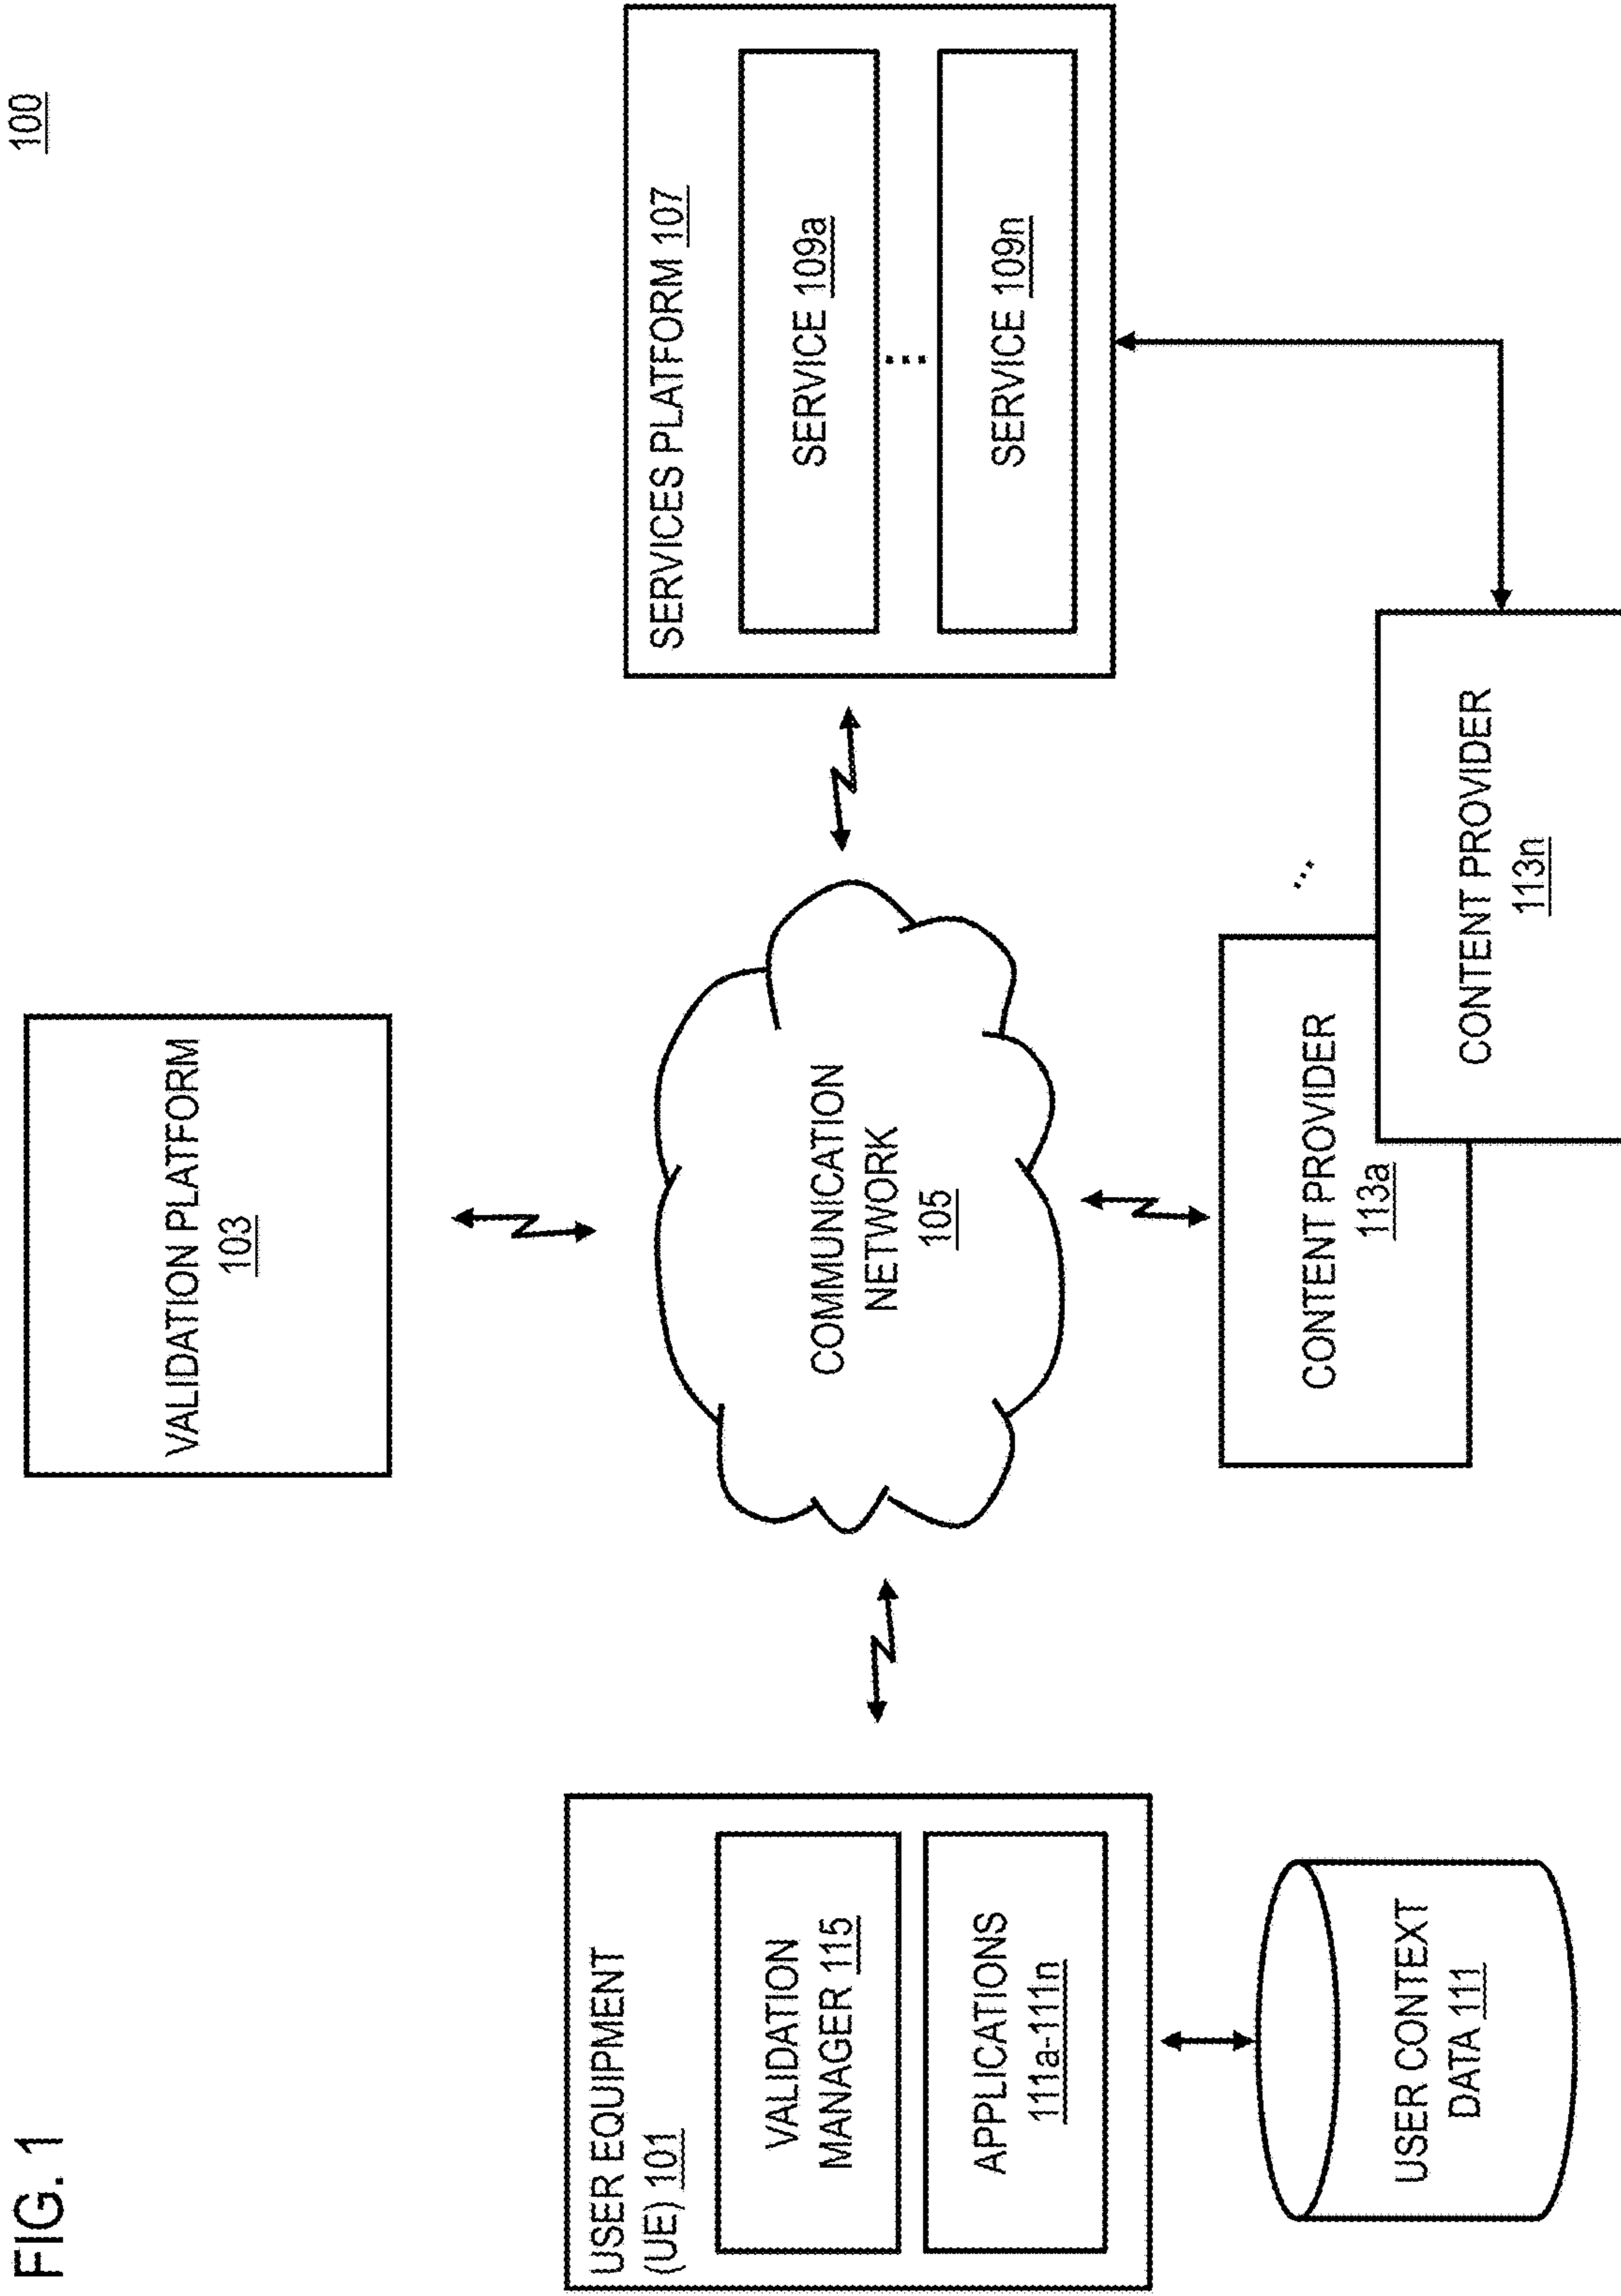 FIG. 1
100
VALIDATION PLATFORM
103
USER EQUIPMENT
(UE) 101
VALIDATION
MANAGER 115
APPLICATIONS
111a-111n
USER CONTEXT
DATA 111
COMMUNICATION
NETWORK
105
SERVICES PLATFORM 107
SERVICE 109a
...
SERVICE 109n
CONTENT PROVIDER
113a
...
CONTENT PROVIDER
113n